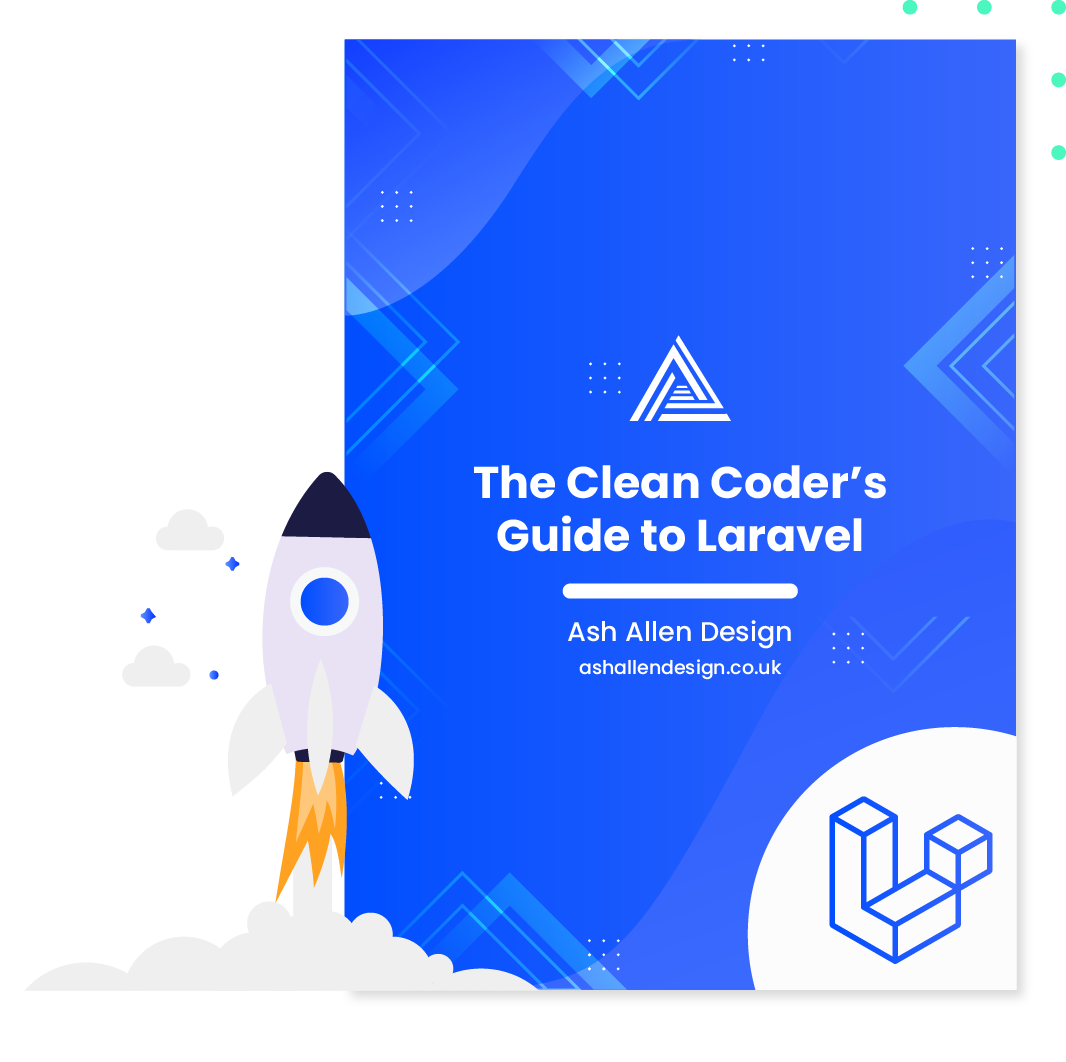 The Clean Coder’s
Guide to Laravel
Ash Allen Design
ashallendesign.co.uk